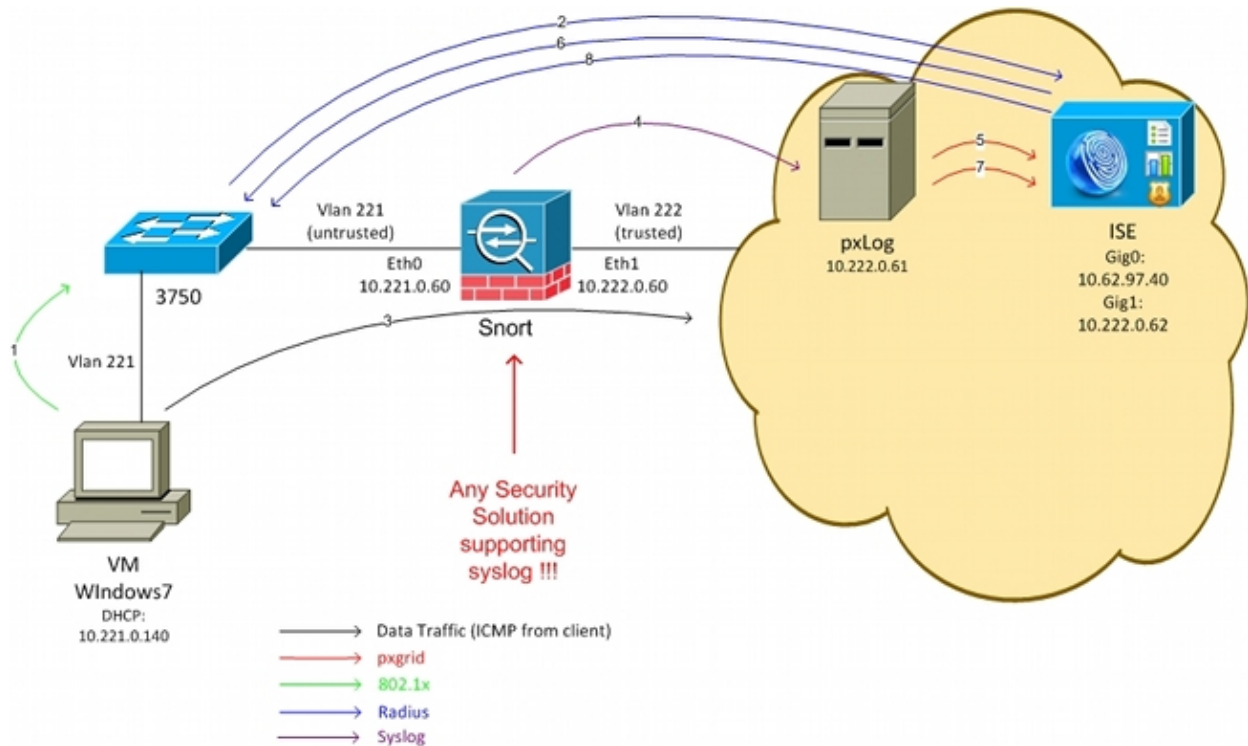 2
6
8
4
5
7
Vlan 221
(untrusted)
Vlan 222
(trusted)
pxLog
10.222.0.61
ISE
Gig0:
10.62.97.40
Gig1:
10.222.0.62
Eth0
10.221.0.60
Eth1
10.222.0.60
3750
3
Snort
1
Vlan 221
Any Security
Solution
supporting
syslog !!!
VM
WIndows7
DHCP:
10.221.0.140
Data Traffic (ICMP from client)
pxgrid
802.1x
Radius
Syslog